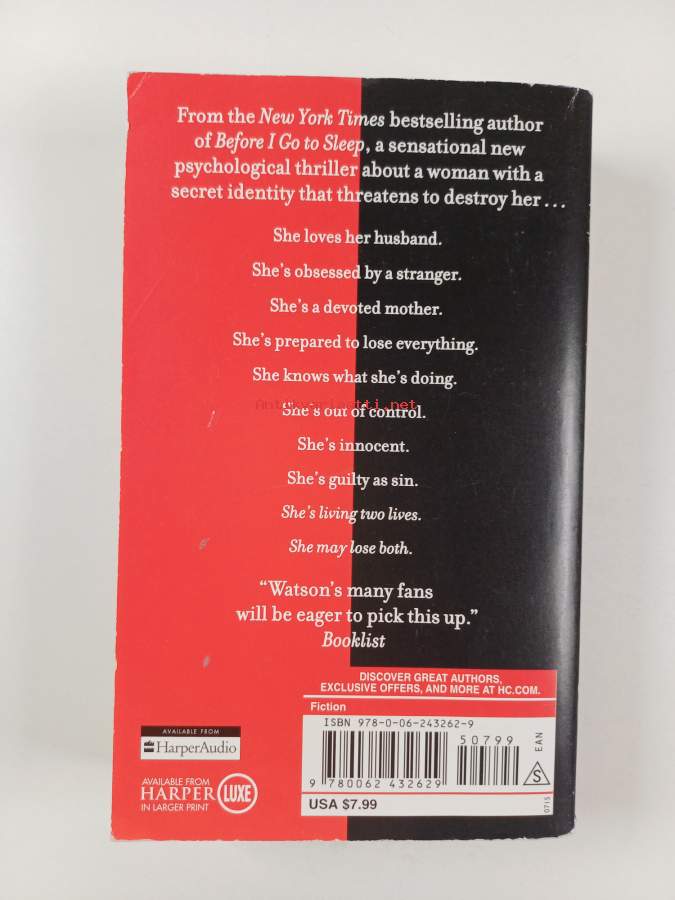 From the New York Times bestselling author
of Before I Go to Sleep, a sensational new
psychological thriller about a woman with a
secret identity that threatens to destroy her . . .
She loves her husband.
She's obsessed by a stranger.
She's a devoted mother.
She's prepared to lose everything.
She knows what she's doing.
Antikvariaatti.net
She's out of control.
She's innocent.
She's guilty as sin.
She's living two lives.
She may lose both.
“Watson's many fans
will be eager to pick this up.”
Booklist
DISCOVER GREAT AUTHORS,
EXCLUSIVE OFFERS, AND MORE AT HC.COM.
Fiction
ISBN 978-0-06-243262-9
50799
EAN
S
9 780062 432629
USA $7.99
0715
AVAILABLE FROM
HarperAudio
AVAILABLE FROM
HARPER LUXE
IN LARGER PRINT